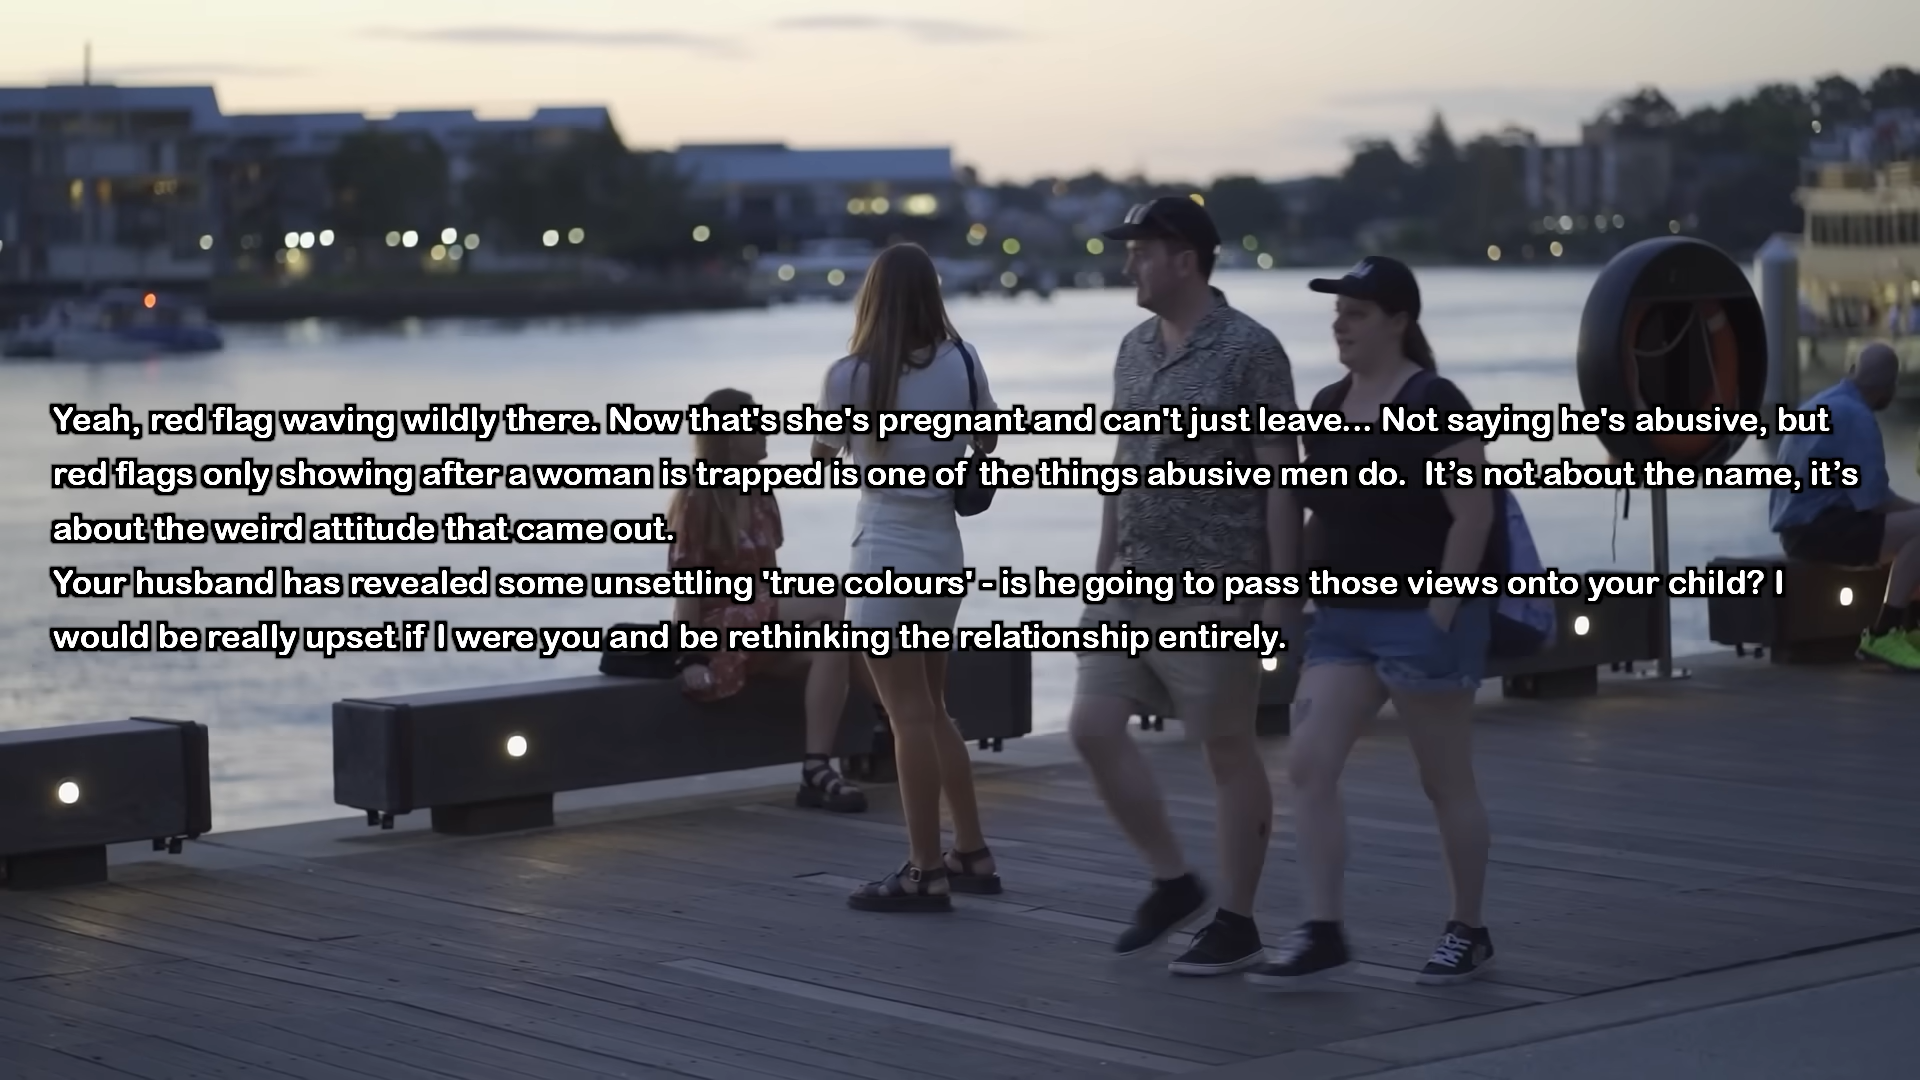 Yeah, red flag waving wildly there. Now that's she's pregnant and can't just leave... Not saying he's abusive, but
red flags only showing after a woman is trapped is one of the things abusive men do.  It’s not about the name, it’s
about the weird attitude that came out.
Your husband has revealed some unsettling 'true colours' - is he going to pass those views onto your child? I
would be really upset if I were you and be rethinking the relationship entirely.